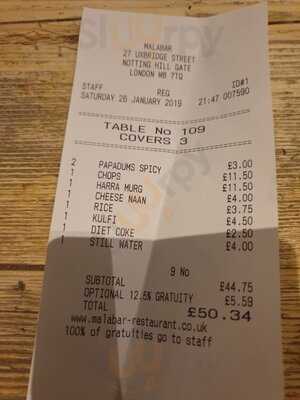 MALABAR
27 UXBRIDGE STREET
NOTTING HILL GATE
LONDON W8 7TQ
STAFF REG ID#1
SATURDAY 26 JANUARY 2019 21:47 007590
TABLE No 109
COVERS 3
2 PAPADUMS SPICY £3.00
1 CHOPS £11.50
1 HARRA MURG £11.50
1 CHEESE NAAN £4.00
1 RICE £3.75
1 KULFI £4.50
1 DIET COKE £2.50
1 STILL WATER £4.00
9 No
SUBTOTAL £44.75
OPTIONAL 12.5% GRATUITY £5.59
TOTAL £50.34
www.malabar-restaurant.co.uk
100% of gratuities go to staff